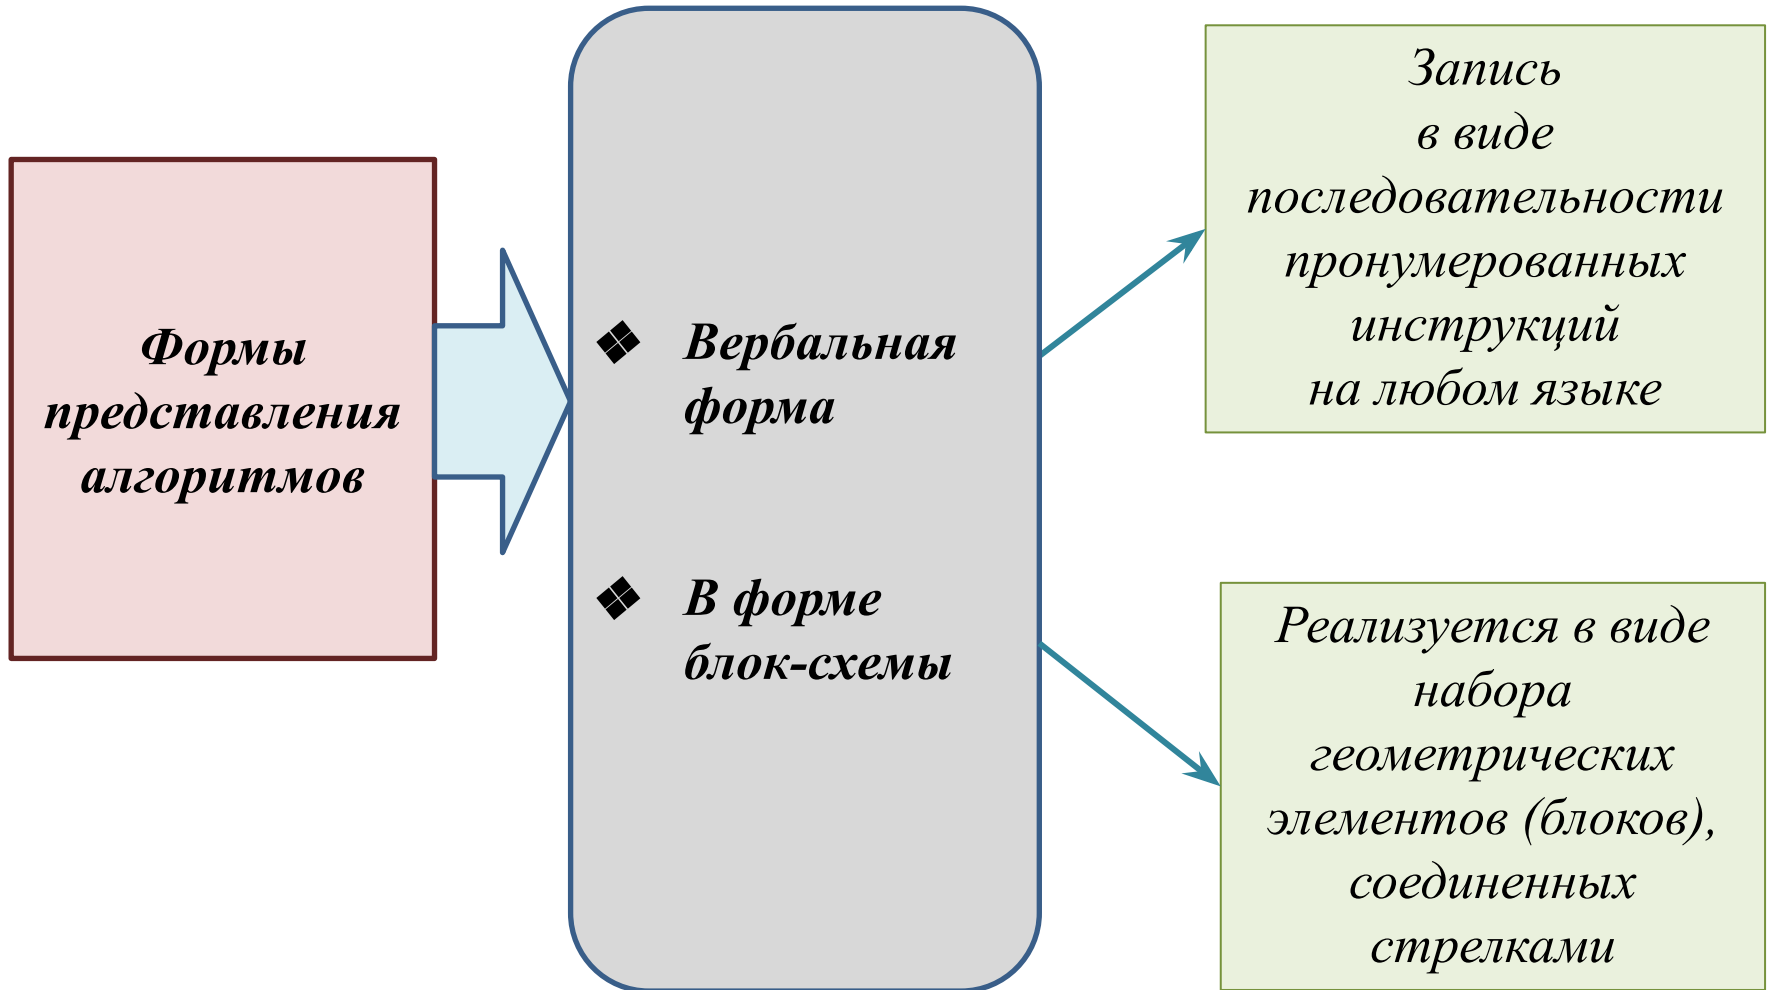 Формы
представления
алгоритмов
❖ Вербальная
форма
❖ В форме
блок-схемы
Запись
в виде
последовательности
пронумерованных
инструкций
на любом языке
Реализуется в виде
набора
геометрических
элементов (блоков),
соединенных
стрелками